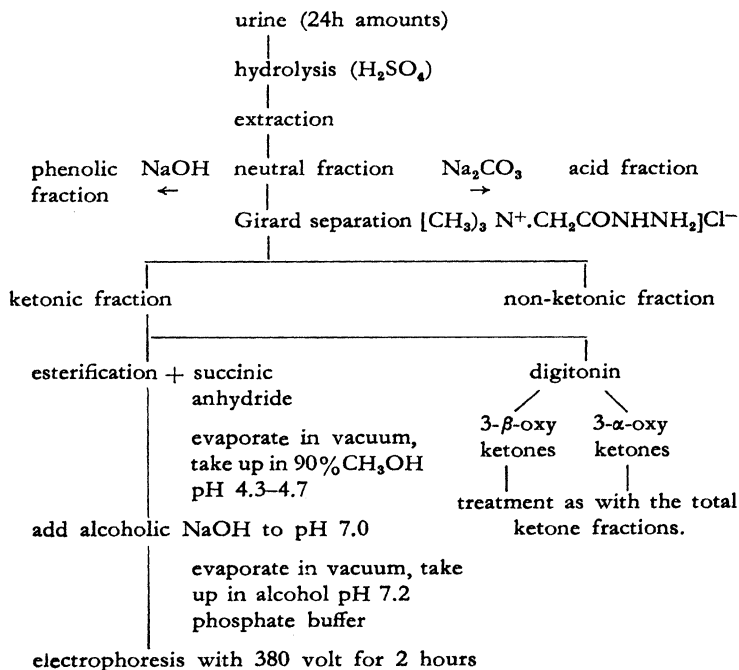 urine (24h amounts)
hydrolysis (H₂SO₄)
extraction
phenolic NaOH neutral fraction Na₂CO₃ acid fraction
fraction ← →
Girard separation [CH₃)₃ N⁺.CH₂CONHNH₂]Cl⁻
ketonic fraction non-ketonic fraction
esterification + succinic
anhydride
digitonin
3-β-oxy 3-α-oxy
ketones ketones
evaporate in vacuum,
take up in 90% CH₃OH
pH 4.3–4.7
treatment as with the total
ketone fractions.
add alcoholic NaOH to pH 7.0
evaporate in vacuum, take
up in alcohol pH 7.2
phosphate buffer
electrophoresis with 380 volt for 2 hours